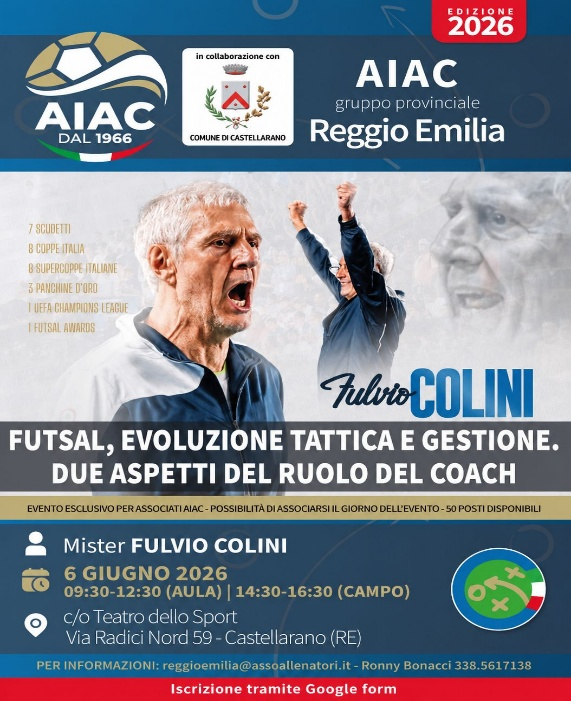 EDIZIONE
2026
AIAC
DAL 1966
in collaborazione con
COMUNE DI CASTELLARANO
AIAC
gruppo provinciale
Reggio Emilia
7 SCUDETTI
8 COPPE ITALIA
8 SUPERCOPPE ITALIANE
3 PANCHINE D'ORO
1 UEFA CHAMPIONS LEAGUE
1 FUTSAL AWARDS
Fulvio COLINI
FUTSAL, EVOLUZIONE TATTICA E GESTIONE.
DUE ASPETTI DEL RUOLO DEL COACH
EVENTO ESCLUSIVO PER ASSOCIATI AIAC - POSSIBILITÀ DI ASSOCIARSI IL GIORNO DELL'EVENTO - 50 POSTI DISPONIBILI
Mister FULVIO COLINI
6 GIUGNO 2026
09:30-12:30 (AULA) | 14:30-16:30 (CAMPO)
c/o Teatro dello Sport
Via Radici Nord 59 - Castellarano (RE)
PER INFORMAZIONI: reggioemilia@assoallenatori.it - Ronny Bonacci 338.5617138
Iscrizione tramite Google form